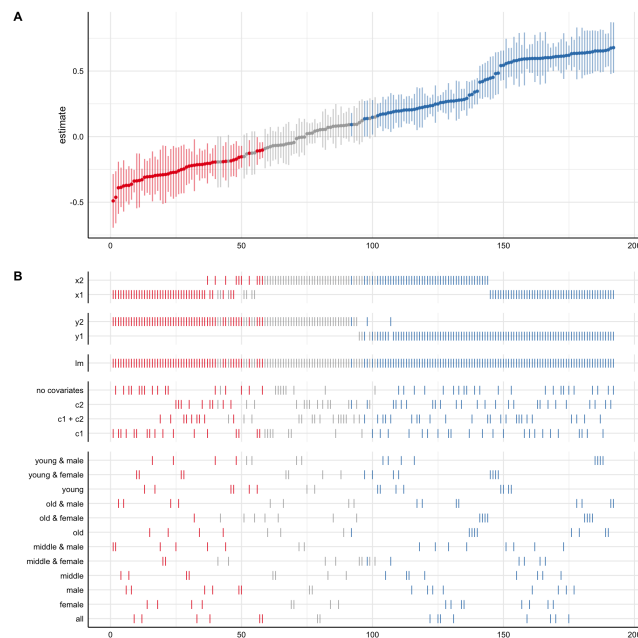 A
estimate
0.5
0.0
-0.5
0 50 100 150 200
B
x2
x1
y2
y1
lm
no covariates
c2
c1 + c2
c1
young & male
young & female
young
old & male
old & female
old
middle & male
middle & female
middle
male
female
all
0 50 100 150 200